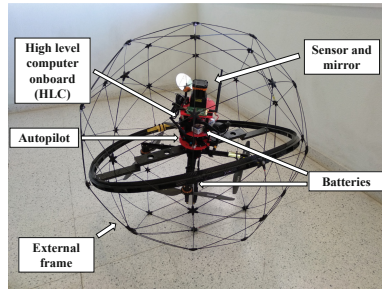 High level
computer
onboard
(HLC)
Sensor and
mirror
Autopilot
Batteries
External
frame